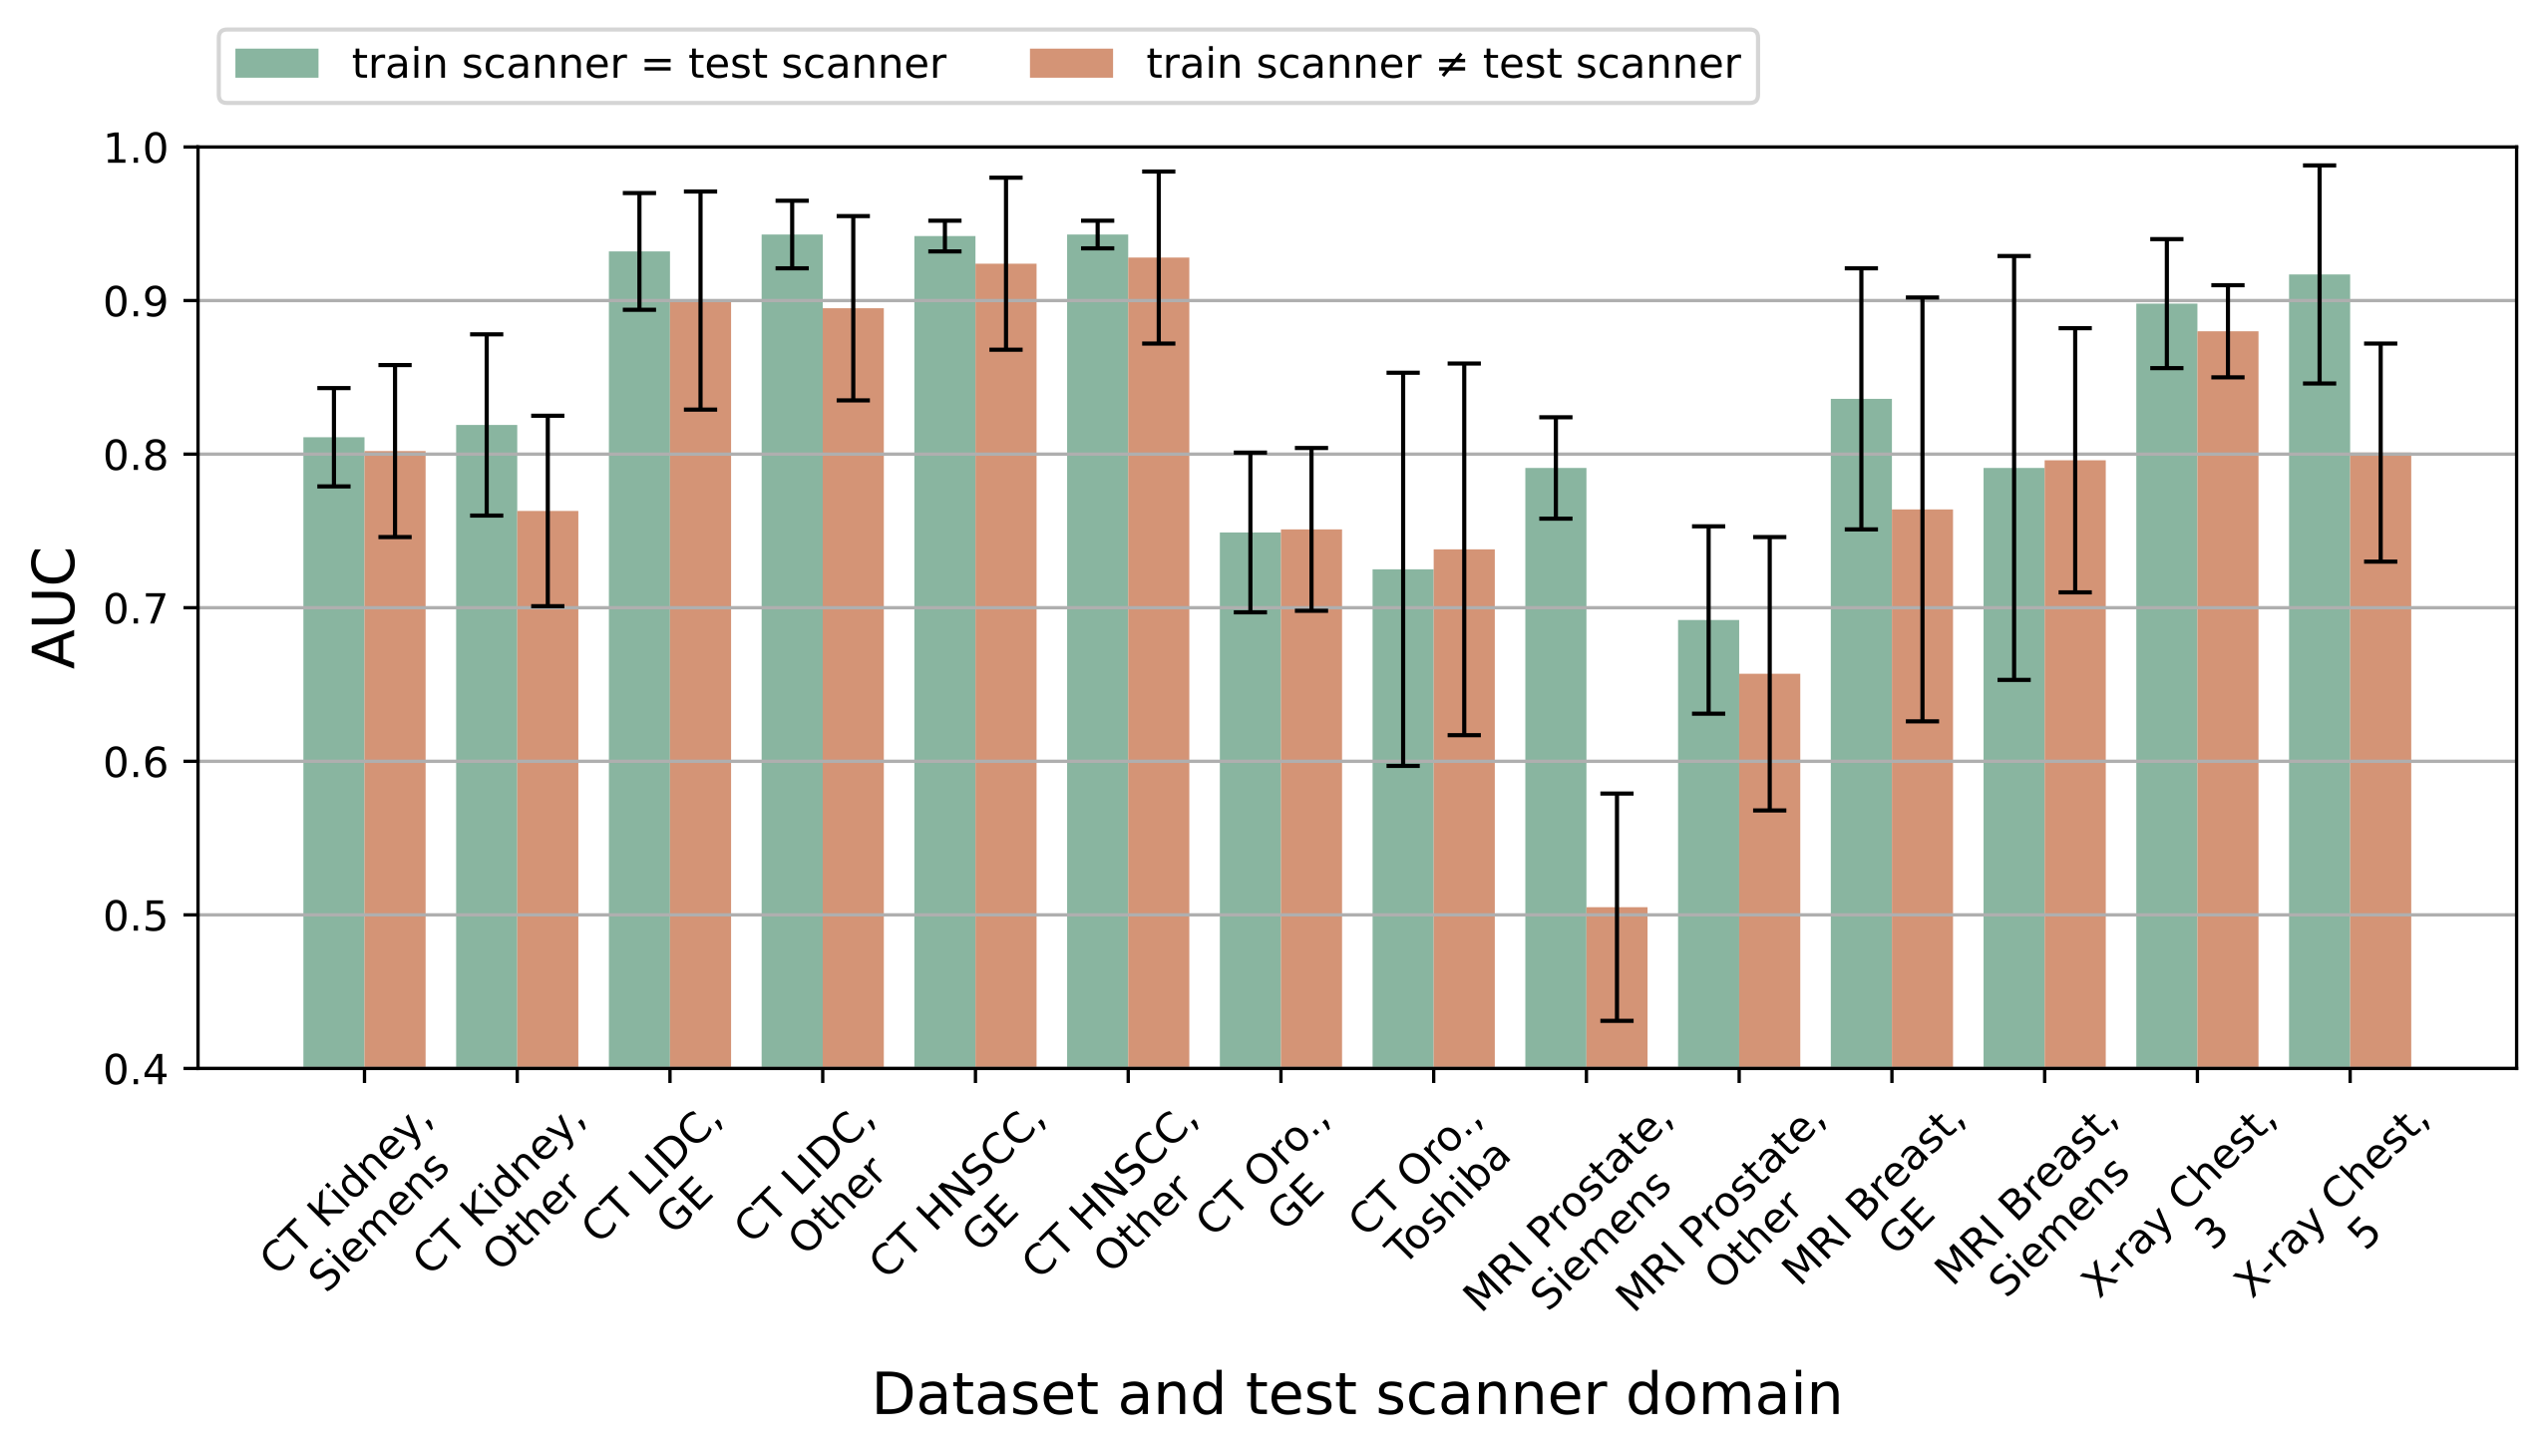 train scanner = test scanner
train scanner ≠ test scanner
1.0
0.9
0.8
0.7
0.6
0.5
0.4
AUC
CT Kidney,
Siemens
CT Kidney,
Other
CT LIDC,
GE
CT LIDC,
Other
CT HNSCC,
GE
CT HNSCC,
Other
CT Oro.,
GE
CT Oro.,
Toshiba
MRI Prostate,
Siemens
MRI Prostate,
Other
MRI Breast,
GE
MRI Breast,
Siemens
X-ray Chest,
3
X-ray Chest,
5
Dataset and test scanner domain